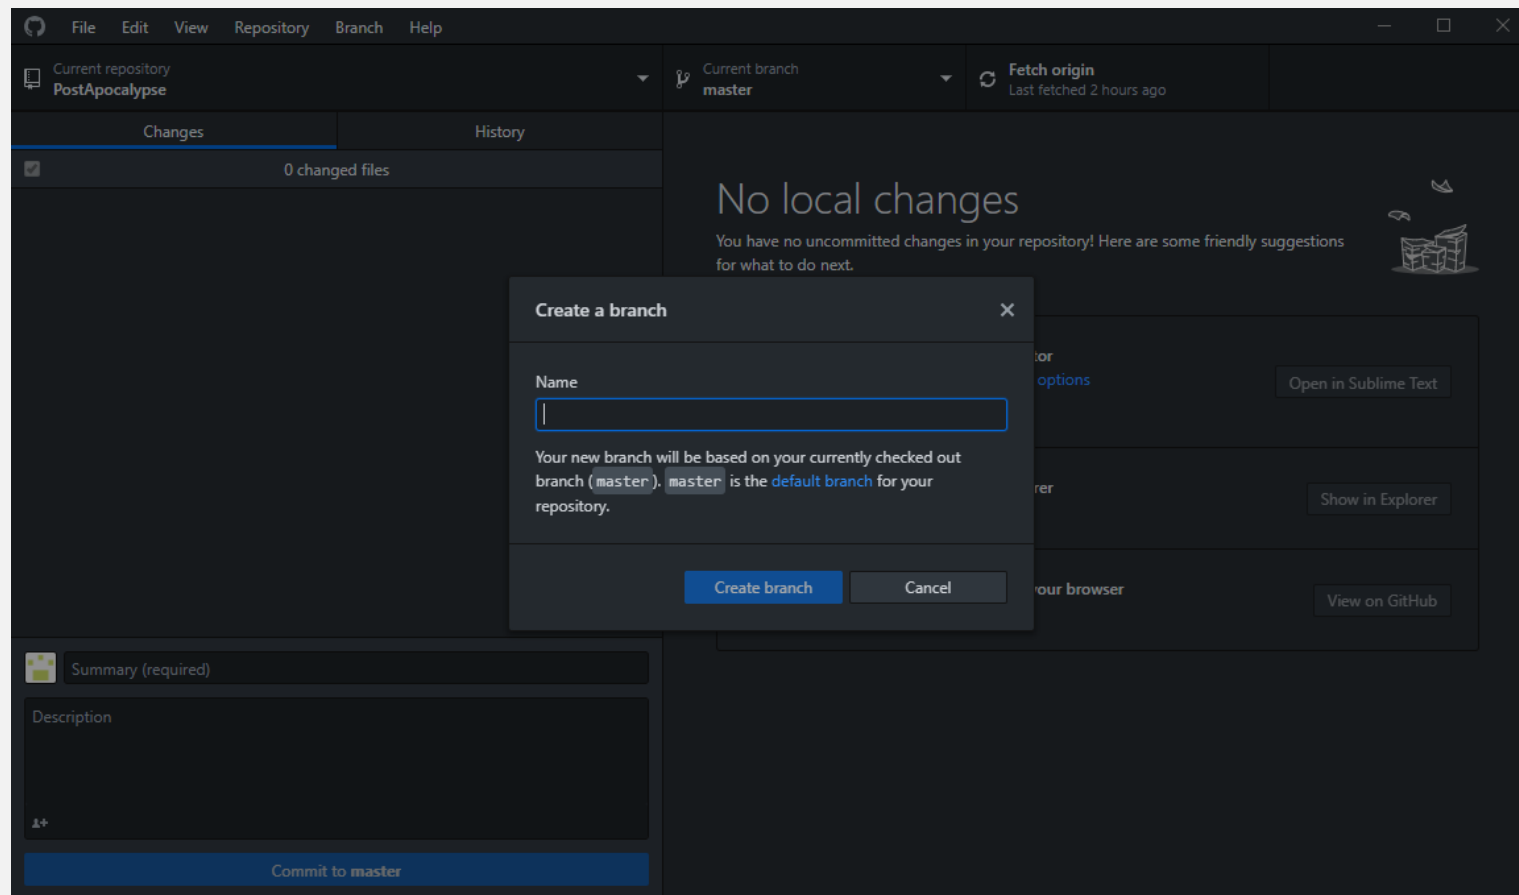 File Edit View Repository Branch Help
Current repository
PostApocalypse
Current branch
master
Fetch origin
Last fetched 2 hours ago
Changes
History
0 changed files
No local changes
You have no uncommitted changes in your repository! Here are some friendly suggestions
for what to do next.
Create a branch
Name
Your new branch will be based on your currently checked out
branch (master). master is the default branch for your
repository.
Create branch
Cancel
tor
options
Open in Sublime Text
rer
Show in Explorer
our browser
View on GitHub
Summary (required)
Description
Commit to master